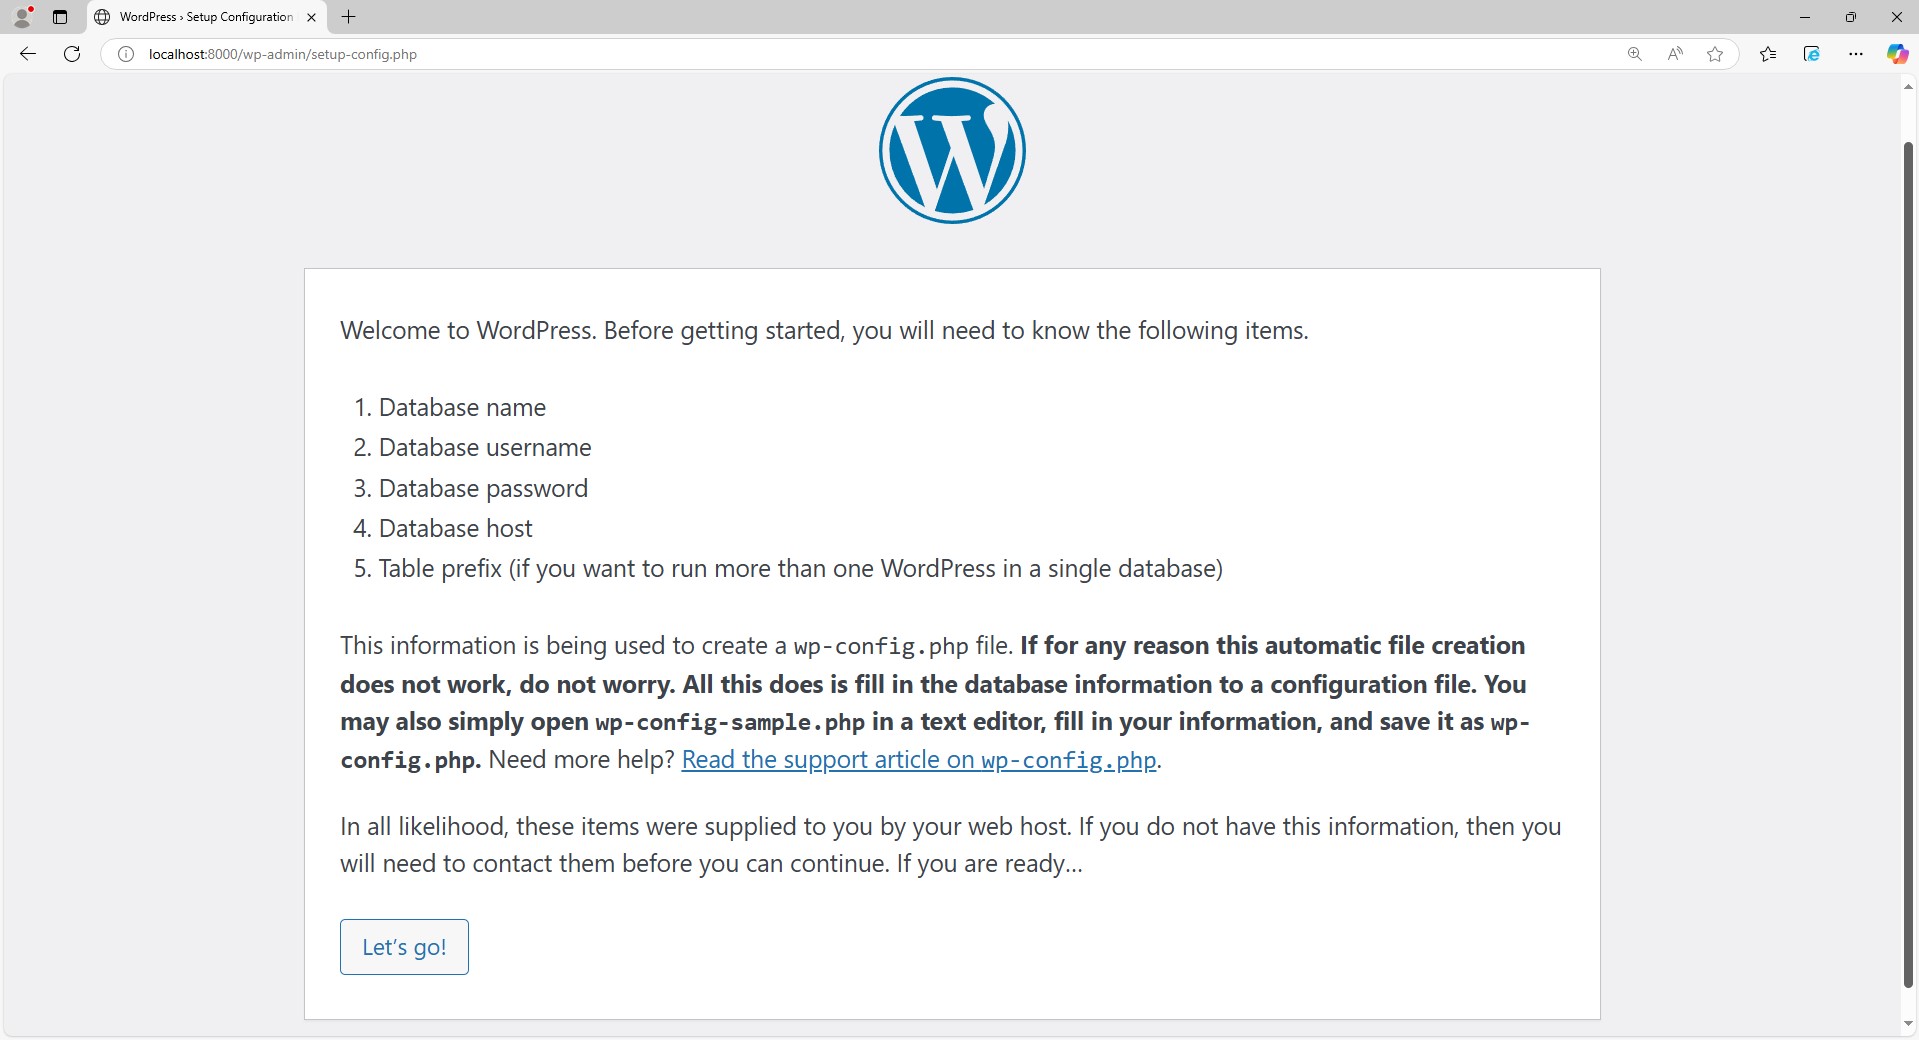 WordPress › Setup Configuration
localhost:8000/wp-admin/setup-config.php
Welcome to WordPress. Before getting started, you will need to know the following items.
1. Database name
2. Database username
3. Database password
4. Database host
5. Table prefix (if you want to run more than one WordPress in a single database)
This information is being used to create a wp-config.php file. If for any reason this automatic file creation
does not work, do not worry. All this does is fill in the database information to a configuration file. You
may also simply open wp-config-sample.php in a text editor, fill in your information, and save it as wp-
config.php. Need more help? Read the support article on wp-config.php.
In all likelihood, these items were supplied to you by your web host. If you do not have this information, then you
will need to contact them before you can continue. If you are ready…
Let’s go!